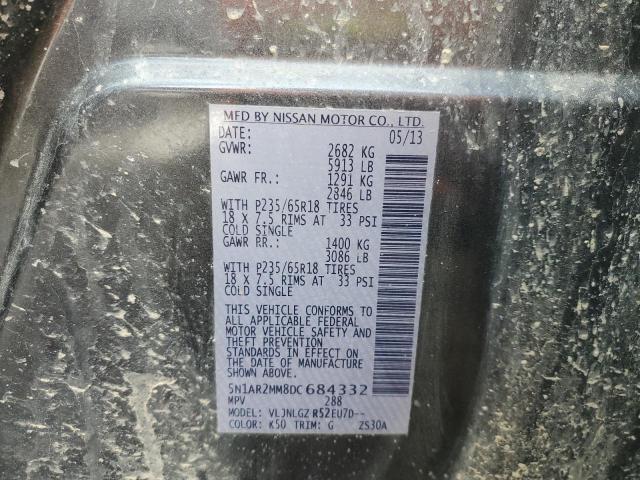 MFD BY NISSAN MOTOR CO., LTD.
DATE: 05/13
GVWR: 2682 KG
5913 LB
GAWR FR.: 1291 KG
2846 LB
WITH P235/65R18 TIRES
18 X 7.5 RIMS AT 33 PSI
COLD SINGLE
GAWR RR.: 1400 KG
3086 LB
WITH P235/65R18 TIRES
18 X 7.5 RIMS AT 33 PSI
COLD SINGLE
THIS VEHICLE CONFORMS TO
ALL APPLICABLE FEDERAL
MOTOR VEHICLE SAFETY AND
THEFT PREVENTION
STANDARDS IN EFFECT ON
THE DATE OF MANUFACTURE
SHOWN ABOVE.
5N1AR2MM8DC684332
MPV 288
MODEL: VLJNLGZ R52EU7D--
COLOR: K50 TRIM: G ZS30A